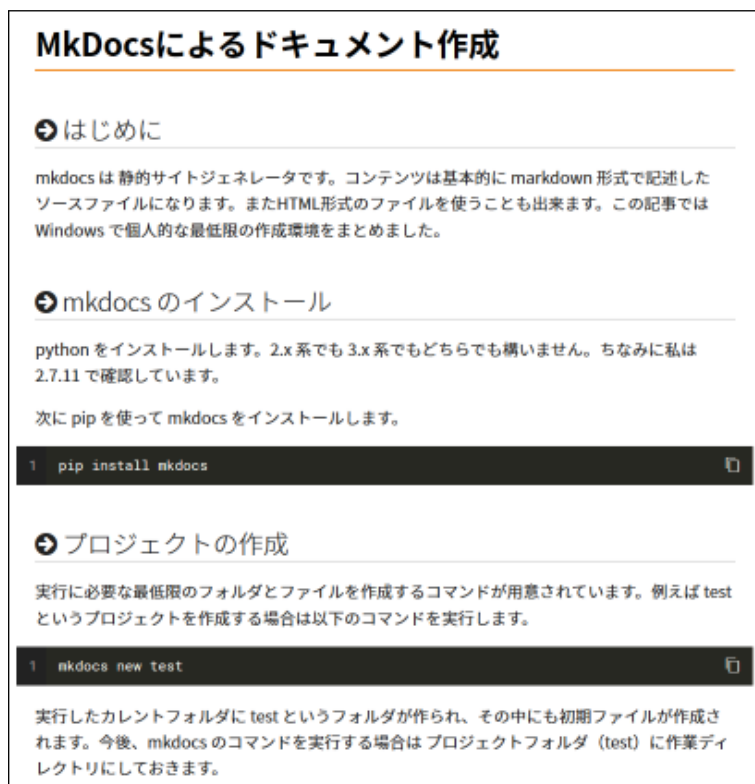 MkDocsによるドキュメント作成
はじめに
mkdocs は 静的サイトジェネレータです。コンテンツは基本的に markdown 形式で記述した
ソースファイルになります。またHTML形式のファイルを使うことも出来ます。この記事では
Windows で個人的な最低限の作成環境をまとめました。
mkdocs のインストール
python をインストールします。2.x 系でも 3.x 系でもどちらでも構いません。ちなみに私は
2.7.11 で確認しています。
次に pip を使って mkdocs をインストールします。
1 pip install mkdocs
プロジェクトの作成
実行に必要な最低限のフォルダとファイルを作成するコマンドが用意されています。例えば test
というプロジェクトを作成する場合は以下のコマンドを実行します。
1 mkdocs new test
実行したカレントフォルダに test というフォルダが作られ、その中にも初期ファイルが作成さ
れます。今後、mkdocs のコマンドを実行する場合は プロジェクトフォルダ（test）に作業ディ
レクトリにしておきます。